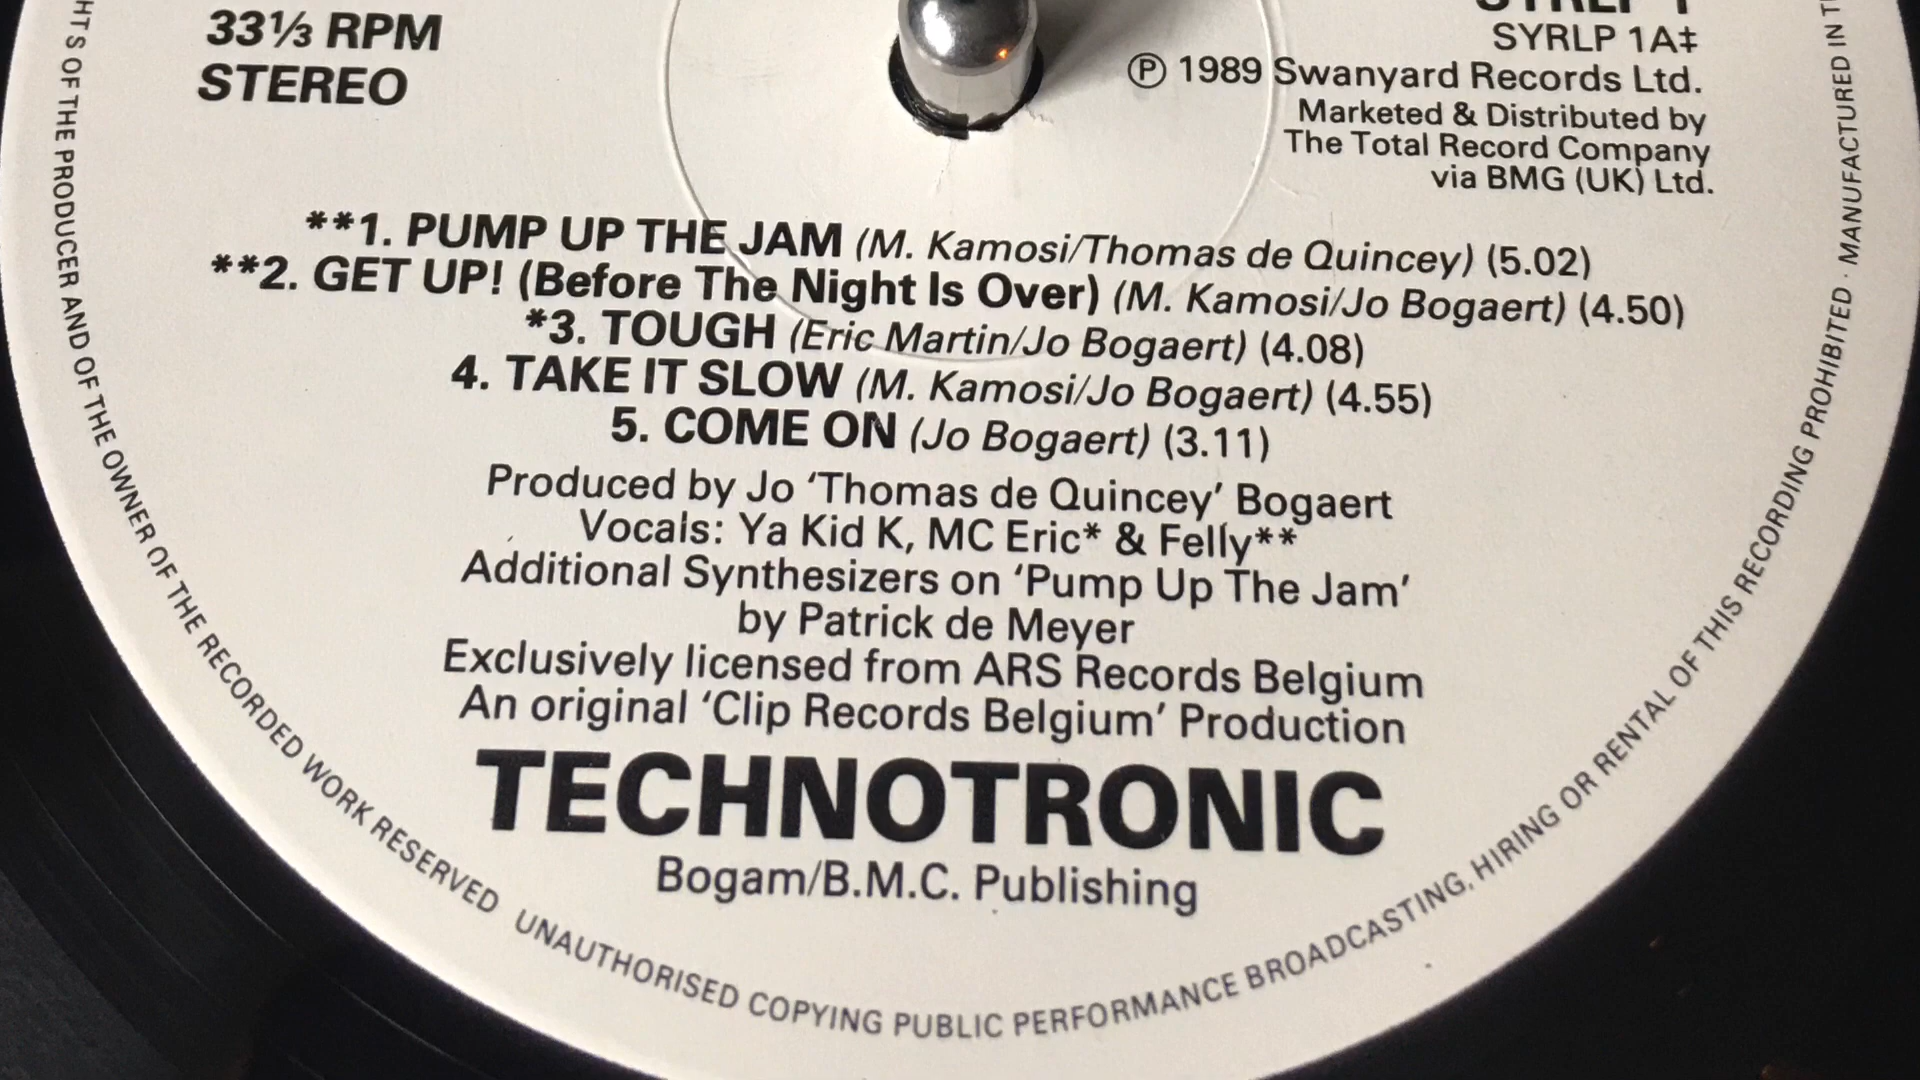 33⅓ RPM
STEREO
SYRLP 1A‡
Ⓟ 1989 Swanyard Records Ltd.
Marketed & Distributed by
The Total Record Company
via BMG (UK) Ltd.
**1. PUMP UP THE JAM (M. Kamosi/Thomas de Quincey) (5.02)
**2. GET UP! (Before The Night Is Over) (M. Kamosi/Jo Bogaert) (4.50)
*3. TOUGH (Eric Martin/Jo Bogaert) (4.08)
4. TAKE IT SLOW (M. Kamosi/Jo Bogaert) (4.55)
5. COME ON (Jo Bogaert) (3.11)
Produced by Jo ‘Thomas de Quincey’ Bogaert
Vocals: Ya Kid K, MC Eric* & Felly**
Additional Synthesizers on ‘Pump Up The Jam’
by Patrick de Meyer
Exclusively licensed from ARS Records Belgium
An original ‘Clip Records Belgium’ Production
TECHNOTRONIC
Bogam/B.M.C. Publishing
OF THE PRODUCER AND OF THE OWNER OF THE RECORDED WORK RESERVED UNAUTHORISED COPYING PUBLIC PERFORMANCE BROADCASTING, HIRING OR RENTAL OF THIS RECORDING PROHIBITED · MANUFACTURED IN